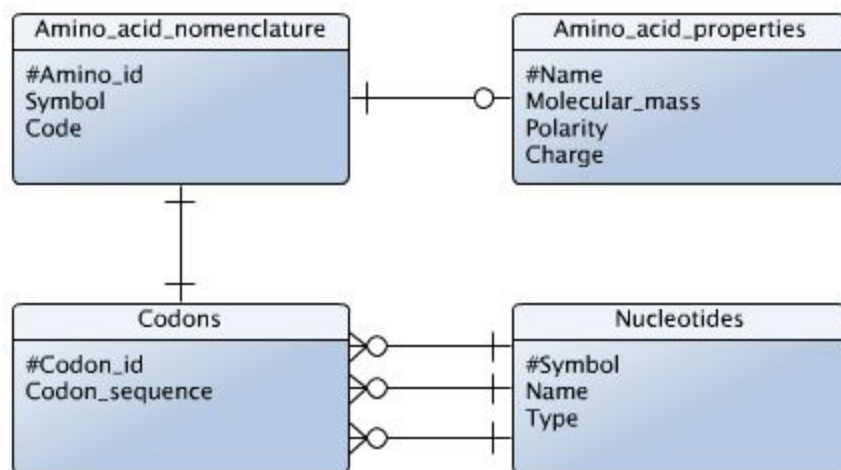 Amino_acid_nomenclature
#Amino_id
Symbol
Code
Amino_acid_properties
#Name
Molecular_mass
Polarity
Charge
Codons
#Codon_id
Codon_sequence
Nucleotides
#Symbol
Name
Type